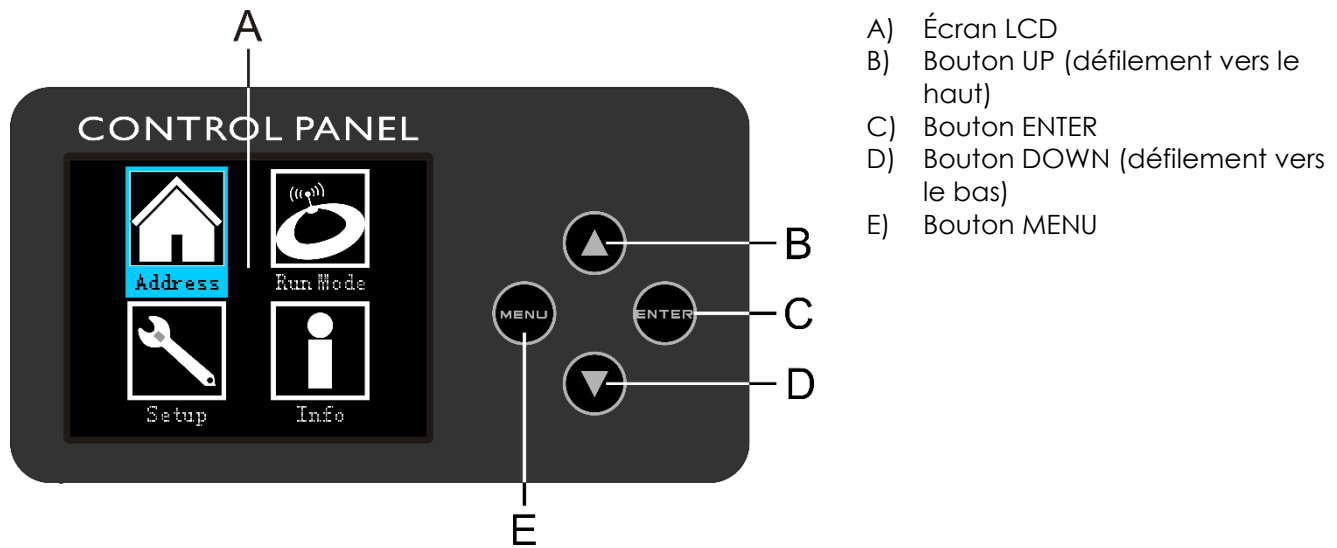 A
CONTROL PANEL
Address
Run Mode
Setup
Info
MENU
ENTER
B
C
D
E
A) Écran LCD
B) Bouton UP (défilement vers le
haut)
C) Bouton ENTER
D) Bouton DOWN (défilement vers
le bas)
E) Bouton MENU